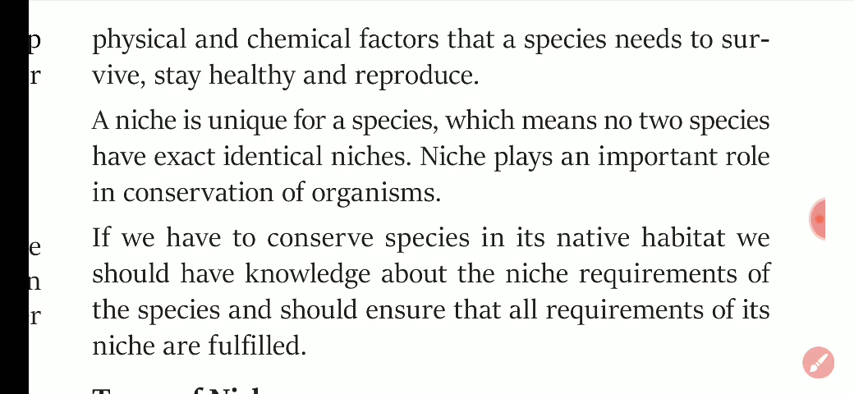 p
r
physical and chemical factors that a species needs to sur-
vive, stay healthy and reproduce.
A niche is unique for a species, which means no two species
have exact identical niches. Niche plays an important role
in conservation of organisms.
e
n
r
If we have to conserve species in its native habitat we
should have knowledge about the niche requirements of
the species and should ensure that all requirements of its
niche are fulfilled.